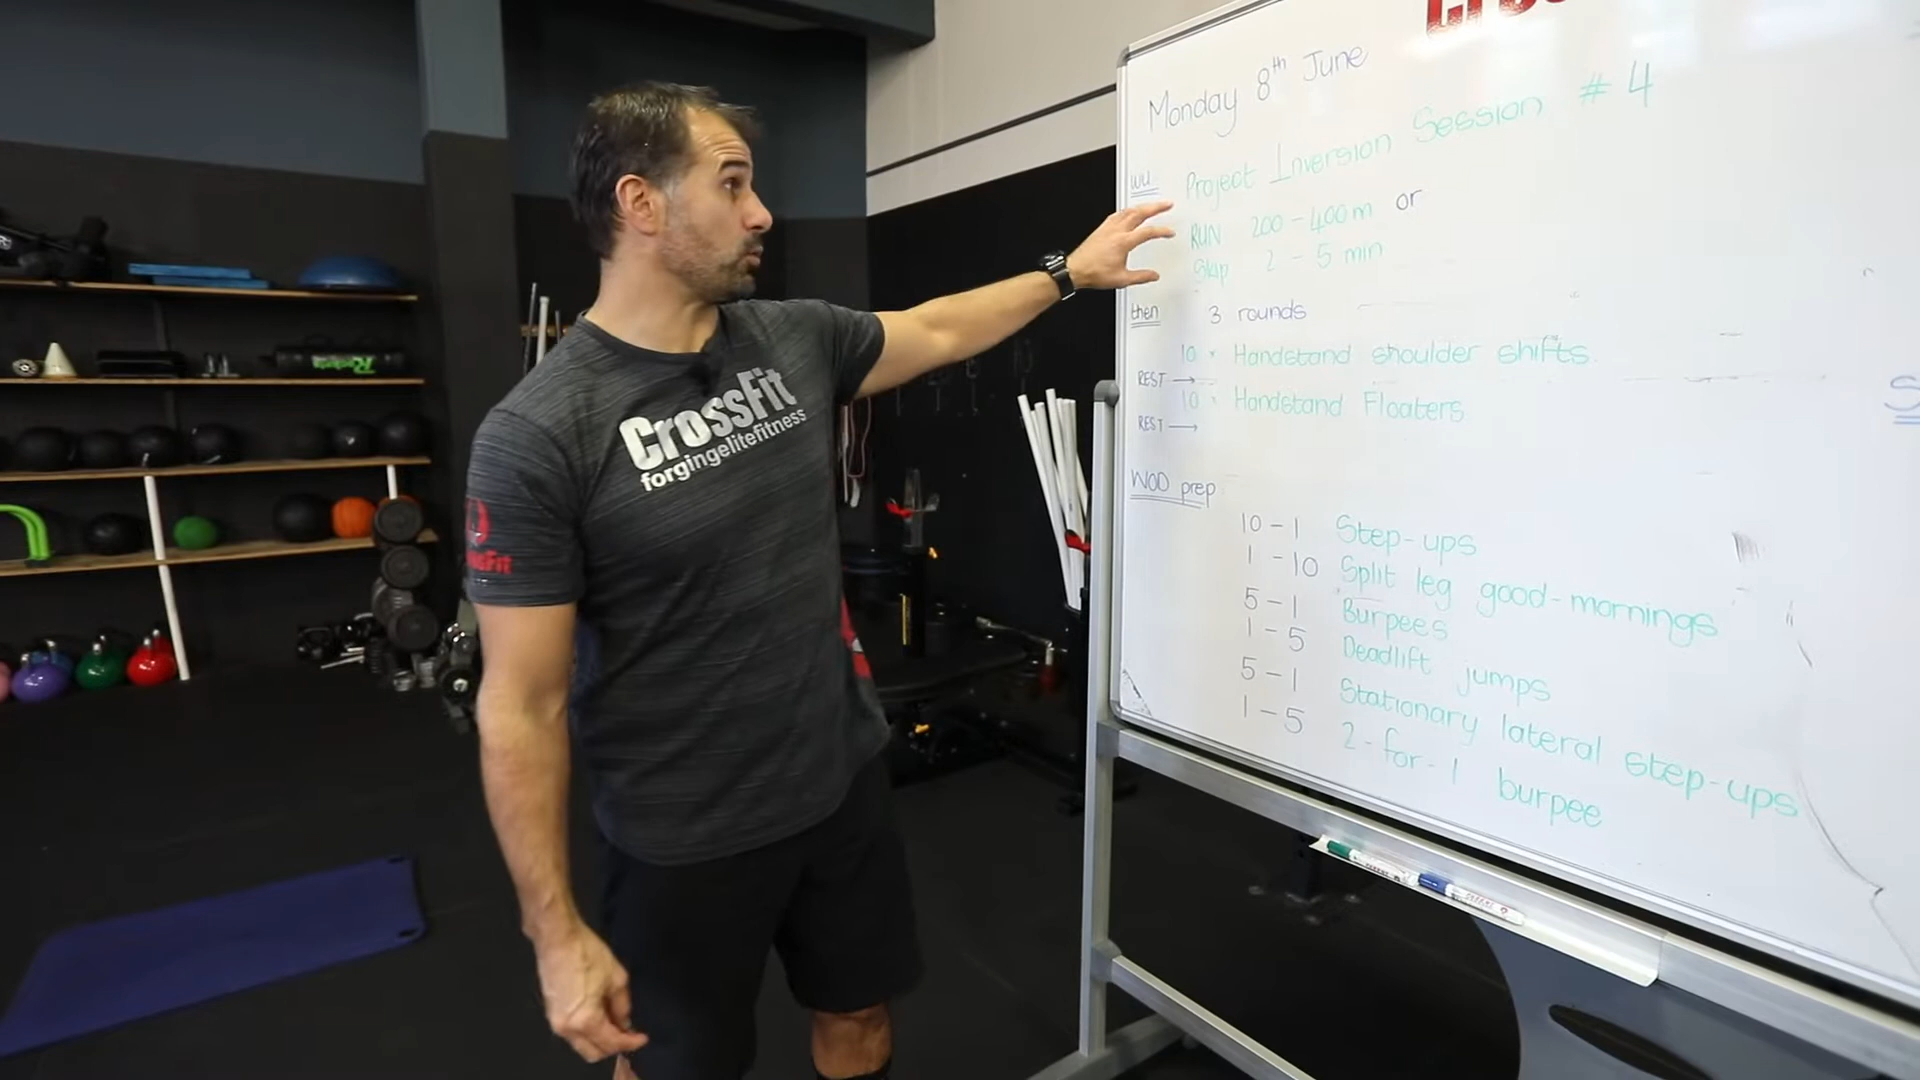 Monday 8th June
wu Project Inversion Session # 4
RUN 200 - 400m or
Skip 2 - 5 min
then 3 rounds
10 × Handstand shoulder shifts
REST →
10 × Handstand Floaters
REST →
WOD prep
10 - 1 Step-ups
1 - 10 Split leg good-mornings
5 - 1 Burpees
1 - 5 Deadlift jumps
5 - 1 Stationary lateral step-ups
1 - 5 2-for-1 burpee
CrossFit
forgingelitefitness